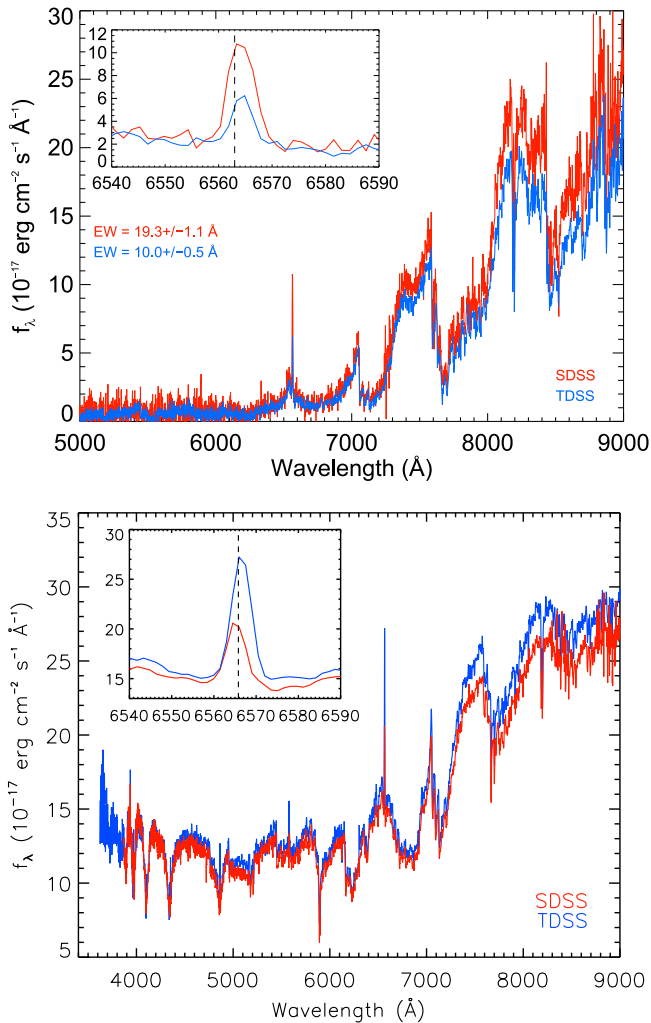 30
25
20
15
10
5
0
12
10
8
6
4
2
0
6540 6550 6560 6570 6580 6590
EW = 19.3+/−1.1 Å
EW = 10.0+/−0.5 Å
SDSS
TDSS
5000 6000 7000 8000 9000
Wavelength (Å)
fλ (10⁻¹⁷ erg cm⁻² s⁻¹ Å⁻¹)
35
30
25
20
15
10
5
30
25
20
15
6540 6550 6560 6570 6580 6590
SDSS
TDSS
4000 5000 6000 7000 8000 9000
Wavelength (Å)
fλ (10⁻¹⁷ erg cm⁻² s⁻¹ Å⁻¹)